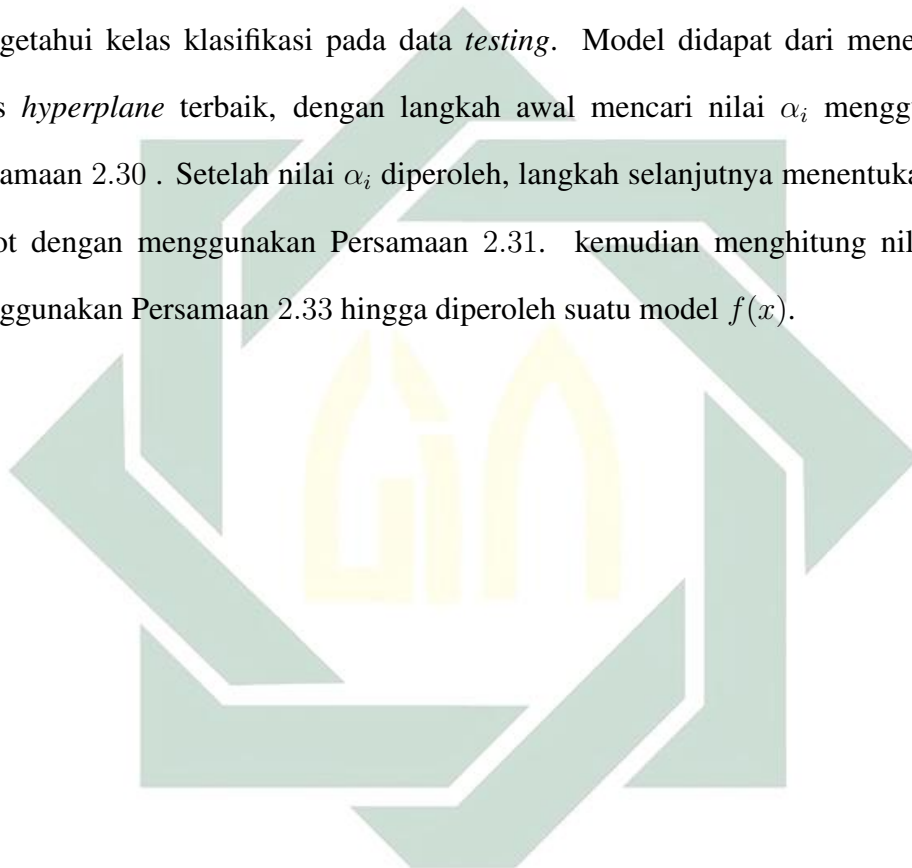 getahui kelas klasifikasi pada data testing. Model didapat dari mene
s hyperplane terbaik, dengan langkah awal mencari nilai αᵢ mengg
amaan 2.30 . Setelah nilai αᵢ diperoleh, langkah selanjutnya menentuka
ot dengan menggunakan Persamaan 2.31. kemudian menghitung nil
ggunakan Persamaan 2.33 hingga diperoleh suatu model f(x).